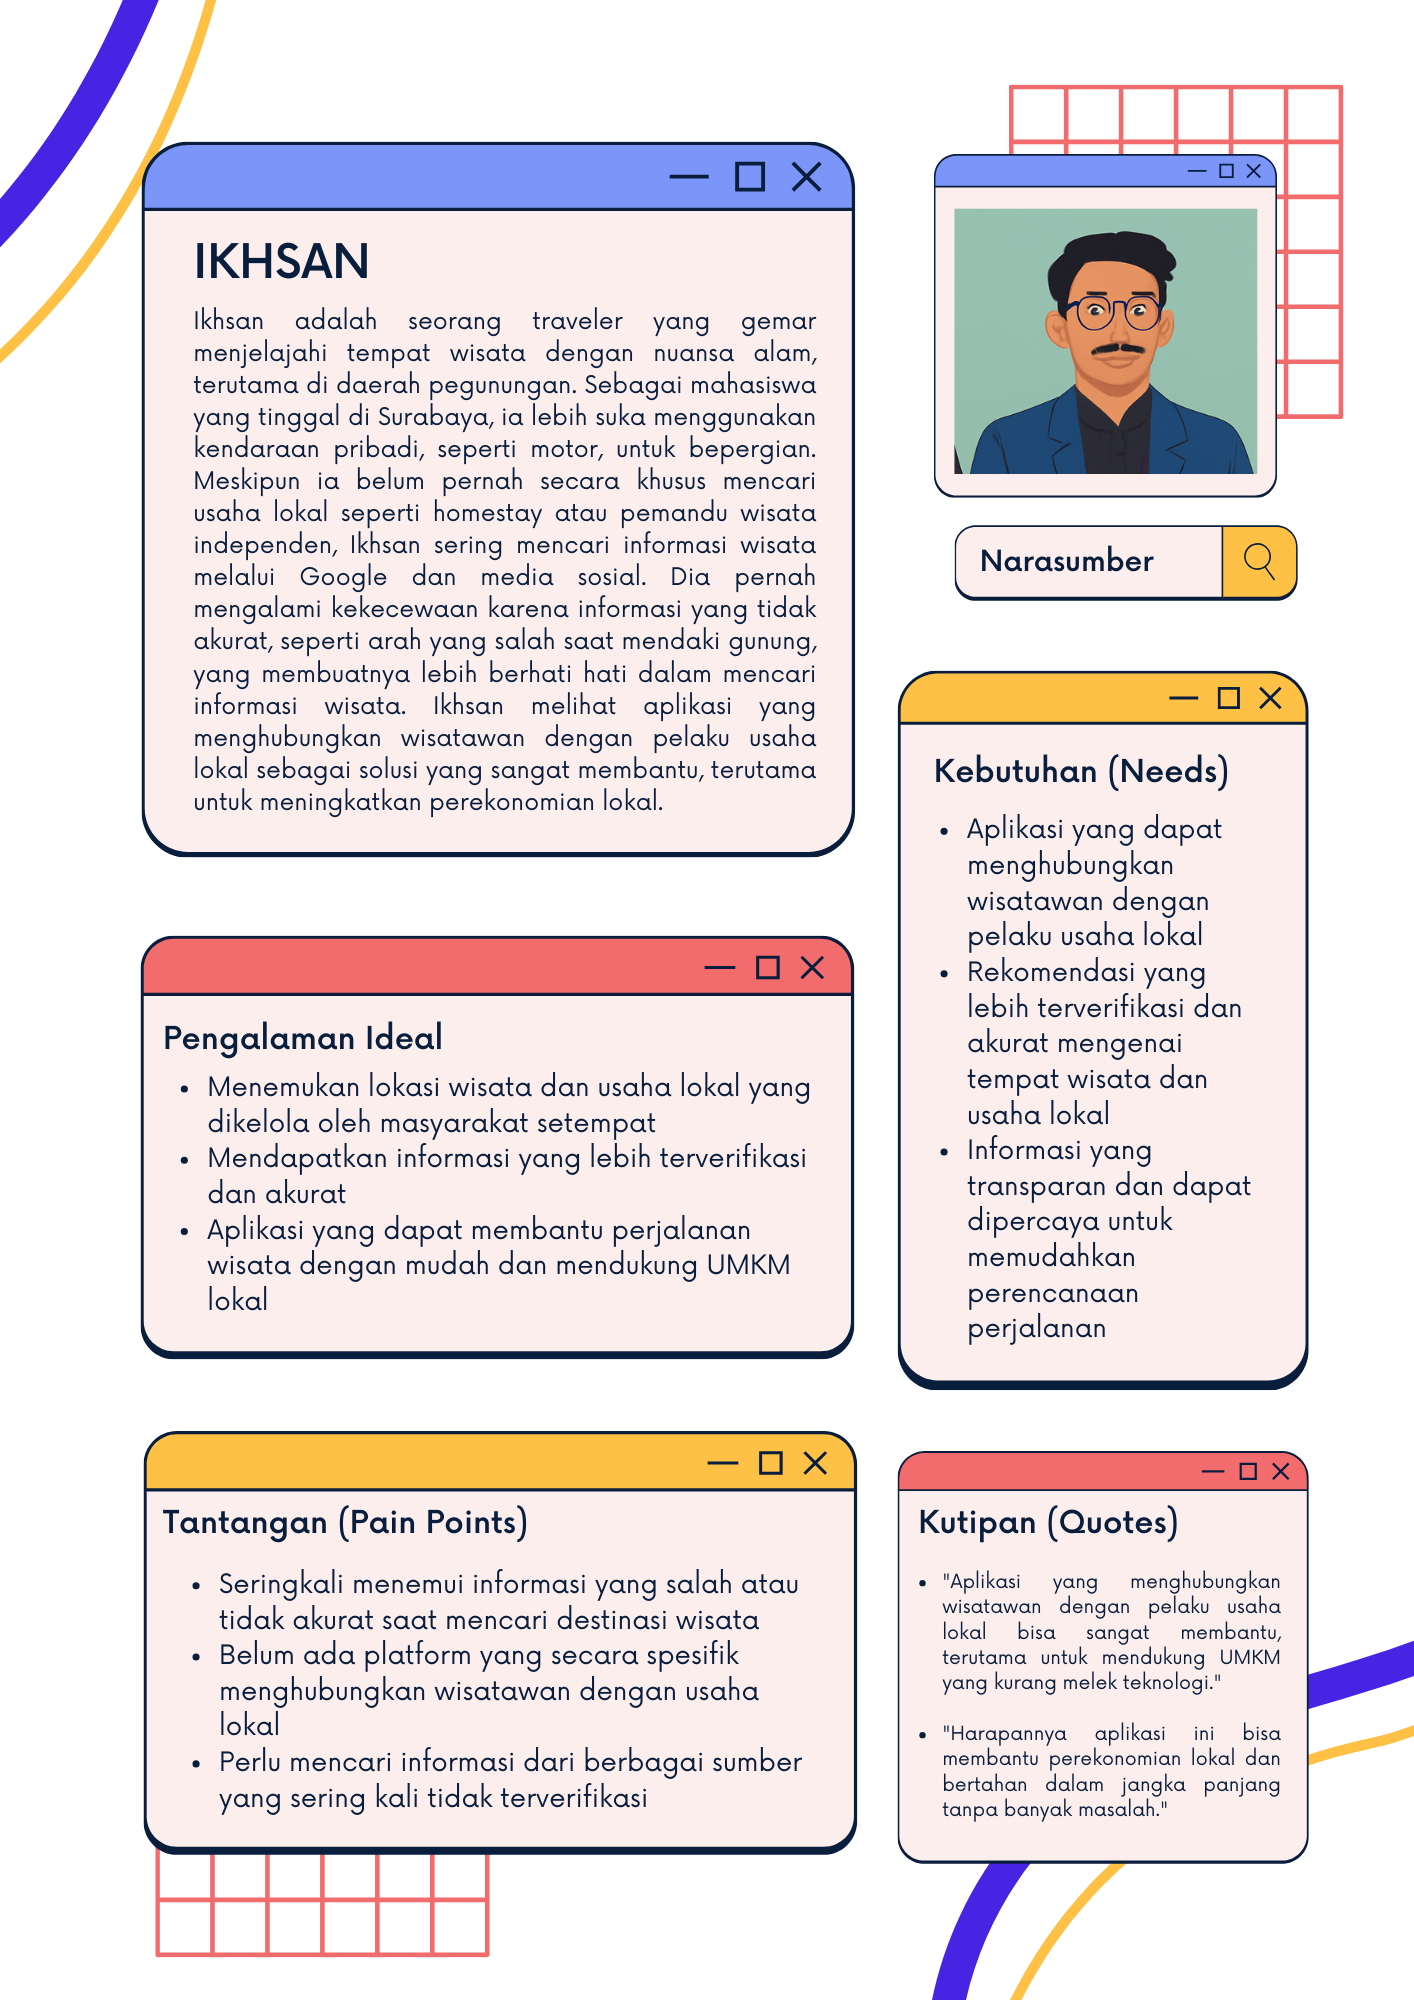 IKHSAN
Ikhsan adalah seorang traveler yang gemar
menjelajahi tempat wisata dengan nuansa alam,
terutama di daerah pegunungan. Sebagai mahasiswa
yang tinggal di Surabaya, ia lebih suka menggunakan
kendaraan pribadi, seperti motor, untuk bepergian.
Meskipun ia belum pernah secara khusus mencari
usaha lokal seperti homestay atau pemandu wisata
independen, Ikhsan sering mencari informasi wisata
melalui Google dan media sosial. Dia pernah
mengalami kekecewaan karena informasi yang tidak
akurat, seperti arah yang salah saat mendaki gunung,
yang membuatnya lebih berhati hati dalam mencari
informasi wisata. Ikhsan melihat aplikasi yang
menghubungkan wisatawan dengan pelaku usaha
lokal sebagai solusi yang sangat membantu, terutama
untuk meningkatkan perekonomian lokal.
Narasumber
Kebutuhan (Needs)
• Aplikasi yang dapat
menghubungkan
wisatawan dengan
pelaku usaha lokal
• Rekomendasi yang
lebih terverifikasi dan
akurat mengenai
tempat wisata dan
usaha lokal
• Informasi yang
transparan dan dapat
dipercaya untuk
memudahkan
perencanaan
perjalanan
Pengalaman Ideal
• Menemukan lokasi wisata dan usaha lokal yang
dikelola oleh masyarakat setempat
• Mendapatkan informasi yang lebih terverifikasi
dan akurat
• Aplikasi yang dapat membantu perjalanan
wisata dengan mudah dan mendukung UMKM
lokal
Tantangan (Pain Points)
• Seringkali menemui informasi yang salah atau
tidak akurat saat mencari destinasi wisata
• Belum ada platform yang secara spesifik
menghubungkan wisatawan dengan usaha
lokal
• Perlu mencari informasi dari berbagai sumber
yang sering kali tidak terverifikasi
Kutipan (Quotes)
• "Aplikasi yang menghubungkan
wisatawan dengan pelaku usaha
lokal bisa sangat membantu,
terutama untuk mendukung UMKM
yang kurang melek teknologi."
• "Harapannya aplikasi ini bisa
membantu perekonomian lokal dan
bertahan dalam jangka panjang
tanpa banyak masalah."